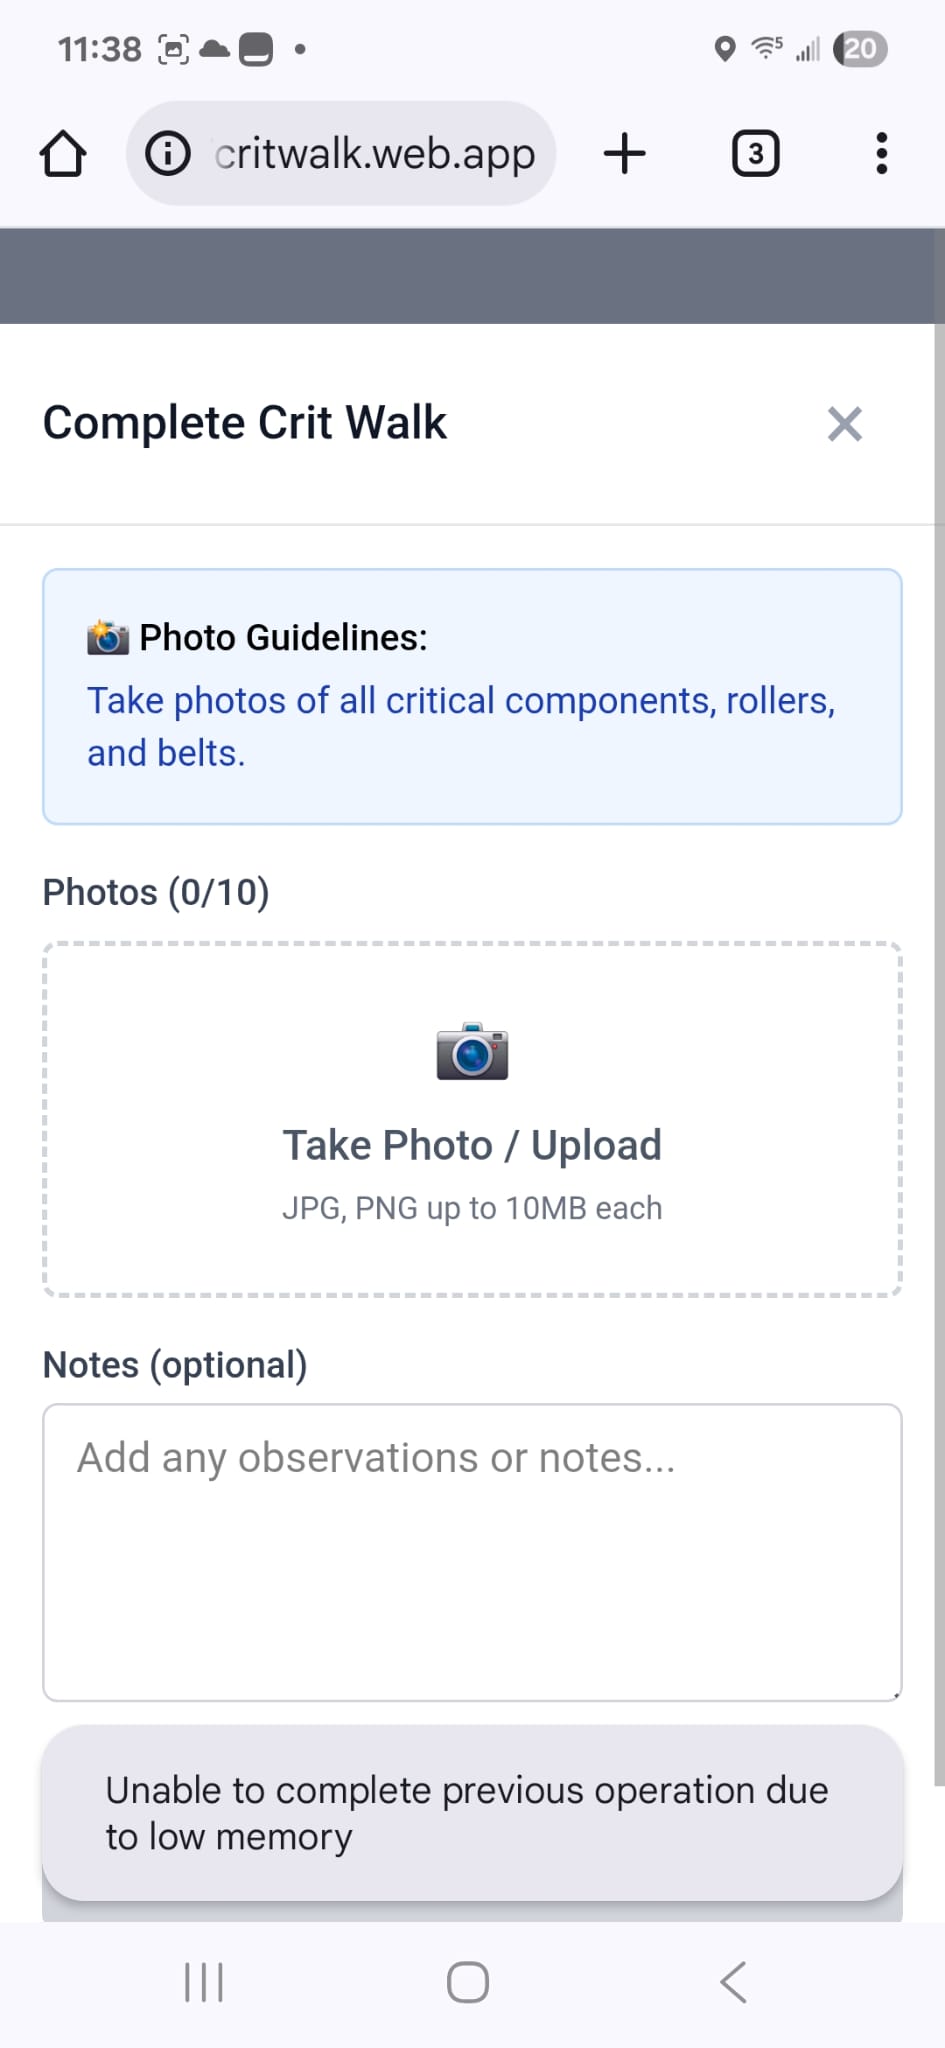 11:38
5
20
critwalk.web.app
3
Complete Crit Walk
Photo Guidelines:
Take photos of all critical components, rollers,
and belts.
Photos (0/10)
Take Photo / Upload
JPG, PNG up to 10MB each
Notes (optional)
Add any observations or notes...
Unable to complete previous operation due
to low memory